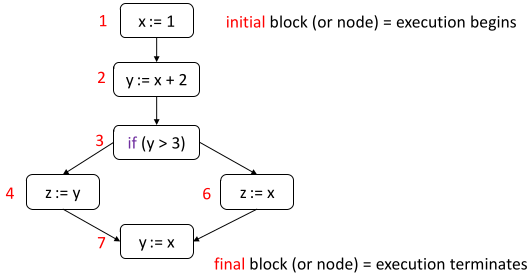 1 x := 1 initial block (or node) = execution begins
2 y := x + 2
3 if (y > 3)
4 z := y 6 z := x
7 y := x
final block (or node) = execution terminates